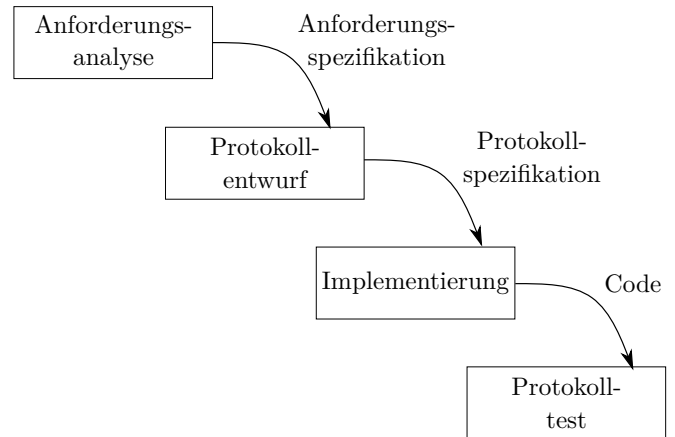 Anforderungs-
analyse
Anforderungs-
spezifikation
Protokoll-
entwurf
Protokoll-
spezifikation
Implementierung
Code
Protokoll-
test